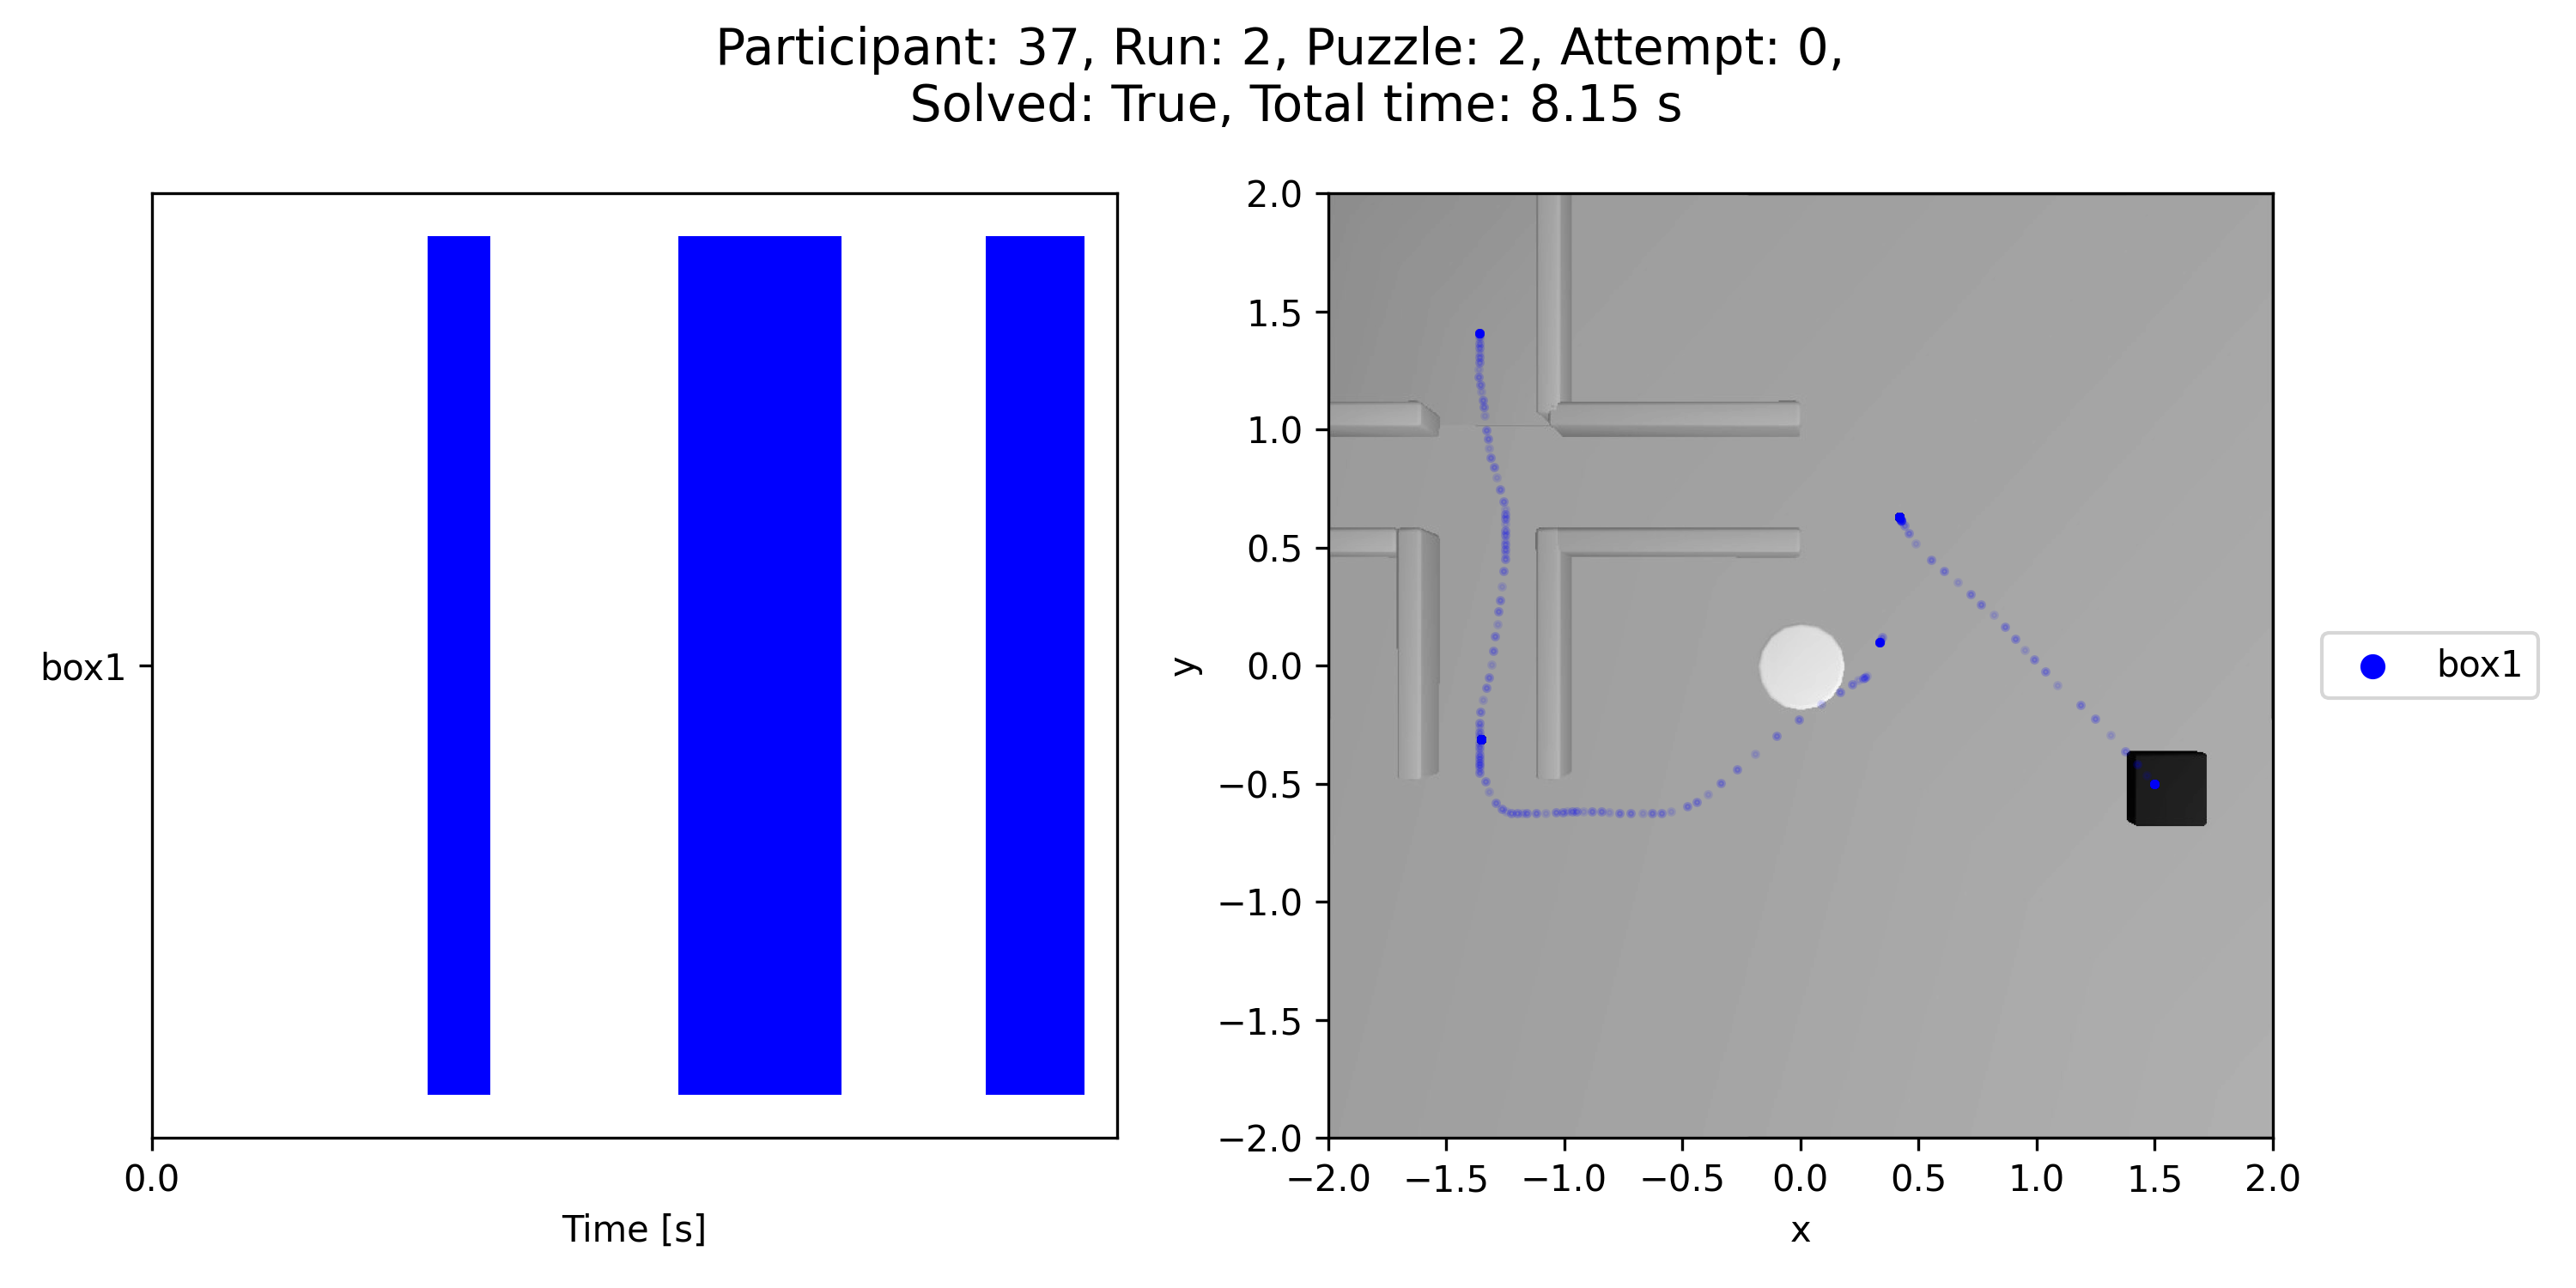 Participant: 37, Run: 2, Puzzle: 2, Attempt: 0,
Solved: True, Total time: 8.15 s
box1
0.0
Time [s]
2.0
1.5
1.0
0.5
0.0
−0.5
−1.0
−1.5
−2.0
y
−2.0 −1.5 −1.0 −0.5 0.0 0.5 1.0 1.5 2.0
x
box1